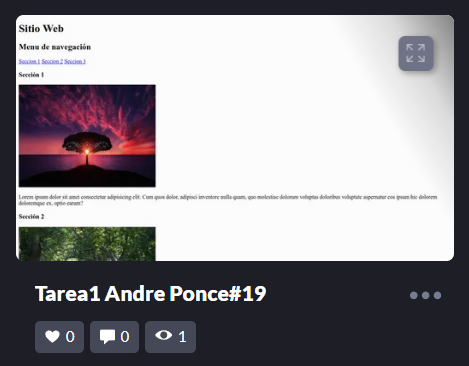 Sitio Web
Menu de navegación
Seccion 1 Seccion 2 Seccion 3
Sección 1
Lorem ipsum dolor sit amet consectetur adipisicing elit. Cum quos dolor, adipisci inventore nulla quam, quo molestiae dolorum voluptas doloribus voluptate aspernatur eos ipsam hic dolorem
doloremque ex, optio earum?
Sección 2
Tarea1 Andre Ponce#19
0 0 1